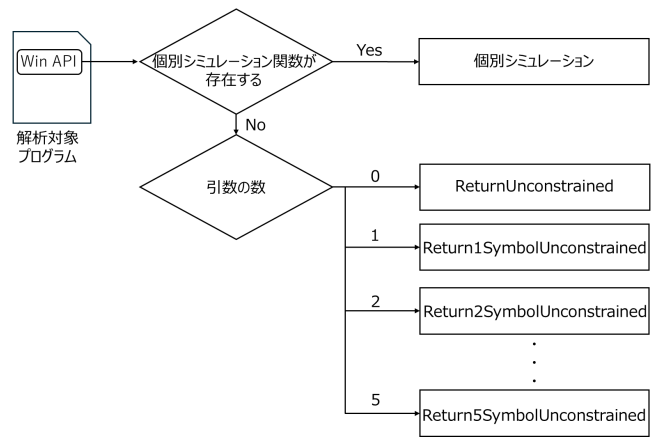 Win API
解析対象
プログラム
個別シミュレーション関数が
存在する
Yes
個別シミュレーション
No
引数の数
0
ReturnUnconstrained
1
Return1SymbolUnconstrained
2
Return2SymbolUnconstrained
・
・
・
5
Return5SymbolUnconstrained